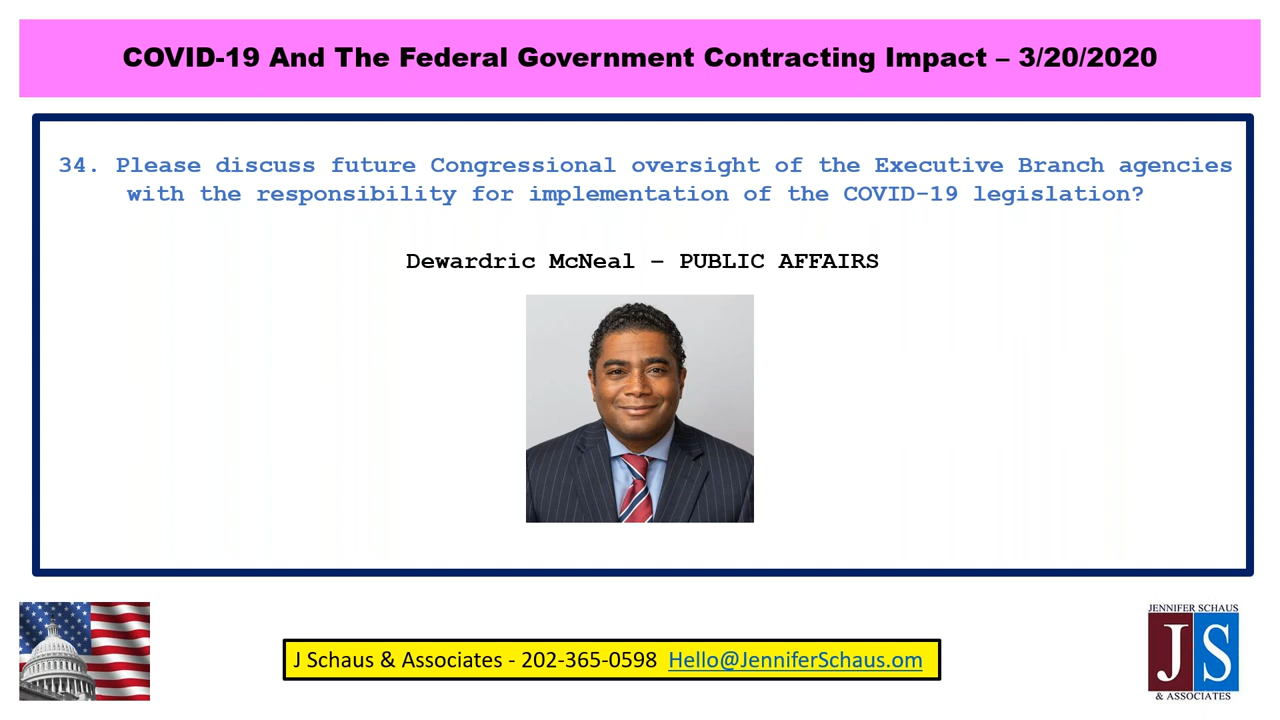 COVID-19 And The Federal Government Contracting Impact – 3/20/2020
34. Please discuss future Congressional oversight of the Executive Branch agencies
with the responsibility for implementation of the COVID-19 legislation?
Dewardric McNeal – PUBLIC AFFAIRS
J Schaus & Associates - 202-365-0598 Hello@JenniferSchaus.om
JENNIFER SCHAUS
JS
& ASSOCIATES